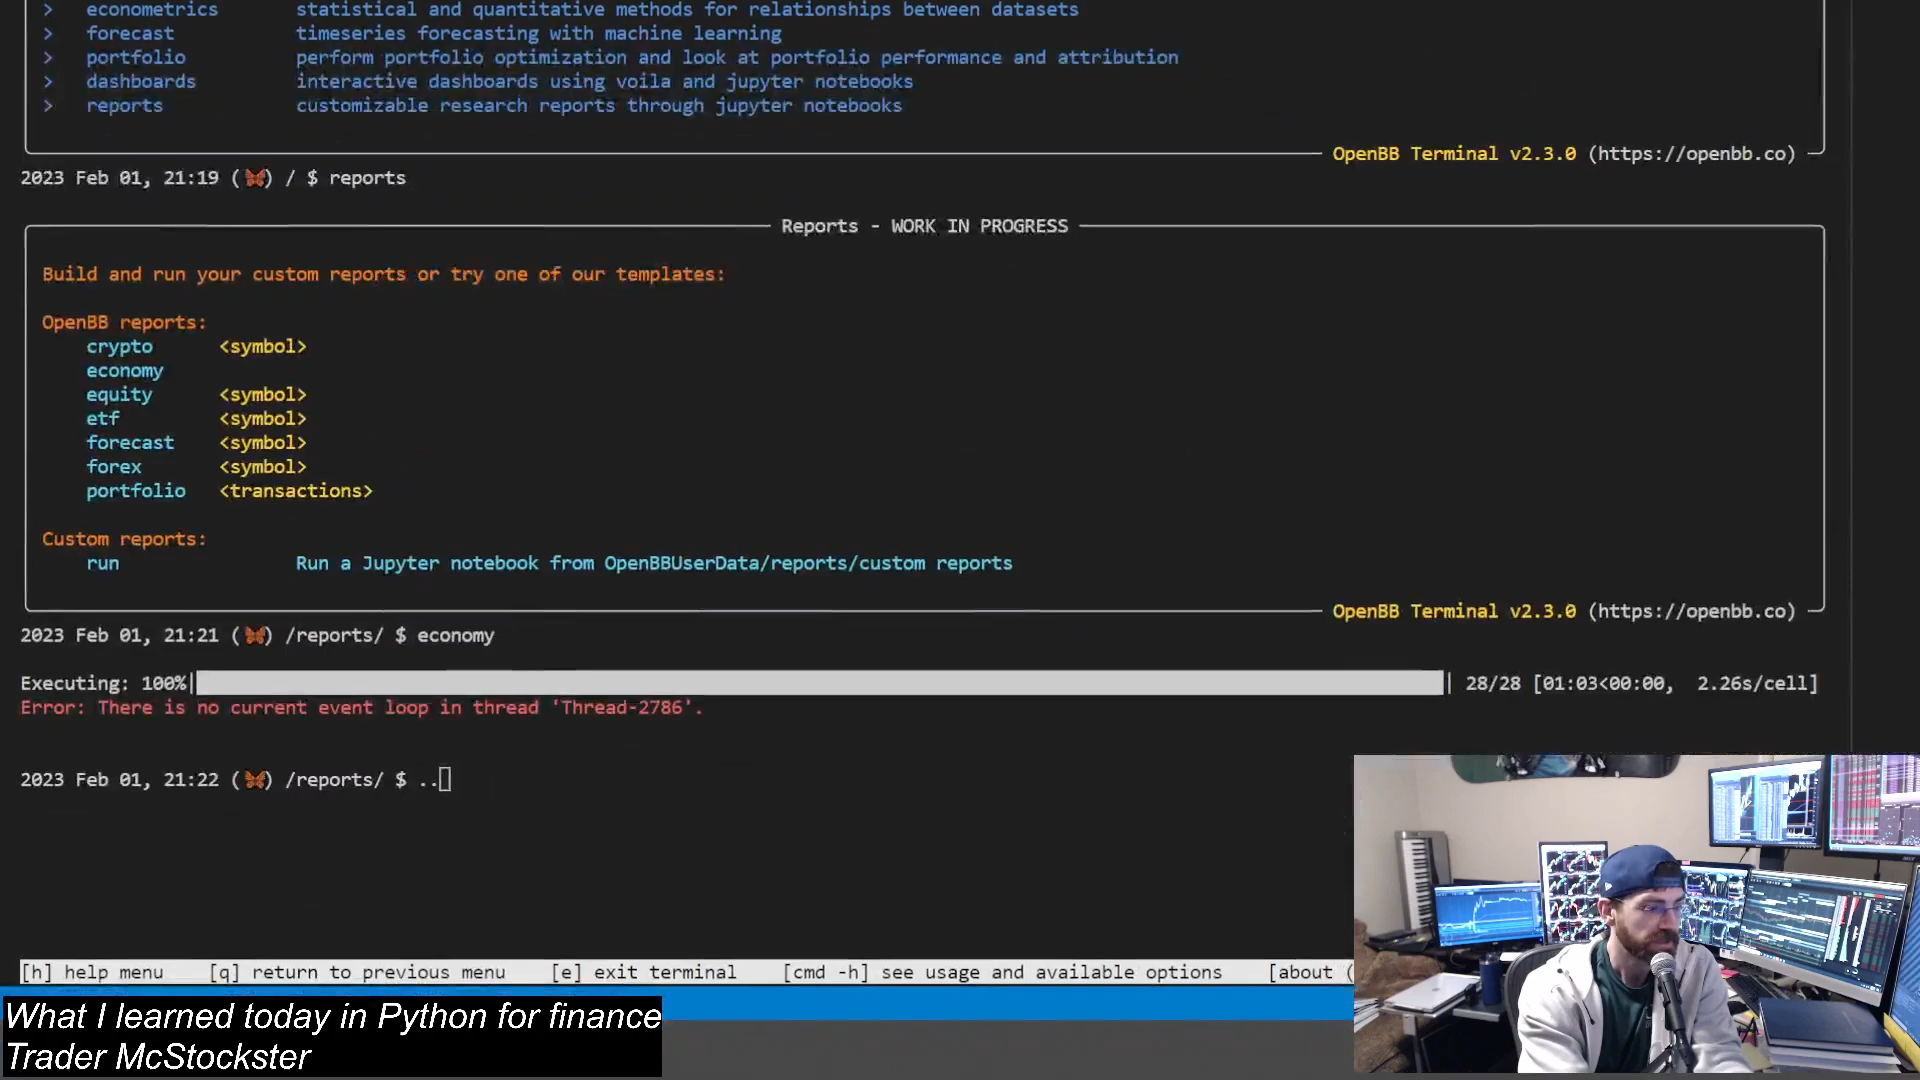 > econometrics statistical and quantitative methods for relationships between datasets
> forecast timeseries forecasting with machine learning
> portfolio perform portfolio optimization and look at portfolio performance and attribution
> dashboards interactive dashboards using voila and jupyter notebooks
> reports customizable research reports through jupyter notebooks
OpenBB Terminal v2.3.0 (https://openbb.co)
2023 Feb 01, 21:19 (🦋) / $ reports
Reports - WORK IN PROGRESS
Build and run your custom reports or try one of our templates:
OpenBB reports:
crypto <symbol>
economy
equity <symbol>
etf <symbol>
forecast <symbol>
forex <symbol>
portfolio <transactions>
Custom reports:
run Run a Jupyter notebook from OpenBBUserData/reports/custom reports
OpenBB Terminal v2.3.0 (https://openbb.co)
2023 Feb 01, 21:21 (🦋) /reports/ $ economy
Executing: 100%| | 28/28 [01:03<00:00, 2.26s/cell]
Error: There is no current event loop in thread 'Thread-2786'.
2023 Feb 01, 21:22 (🦋) /reports/ $ ..
[h] help menu [q] return to previous menu [e] exit terminal [cmd -h] see usage and available options [about (
What I learned today in Python for finance
Trader McStockster